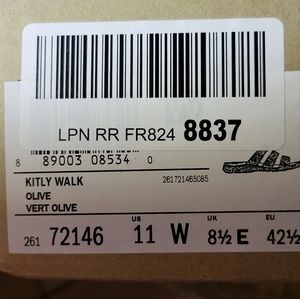 LPN RR FR824 8837
8 89003 08534 0
KITLY WALK
261721465085
OLIVE
VERT OLIVE
US UK EU
261 72146 11 W 8½ E 42½